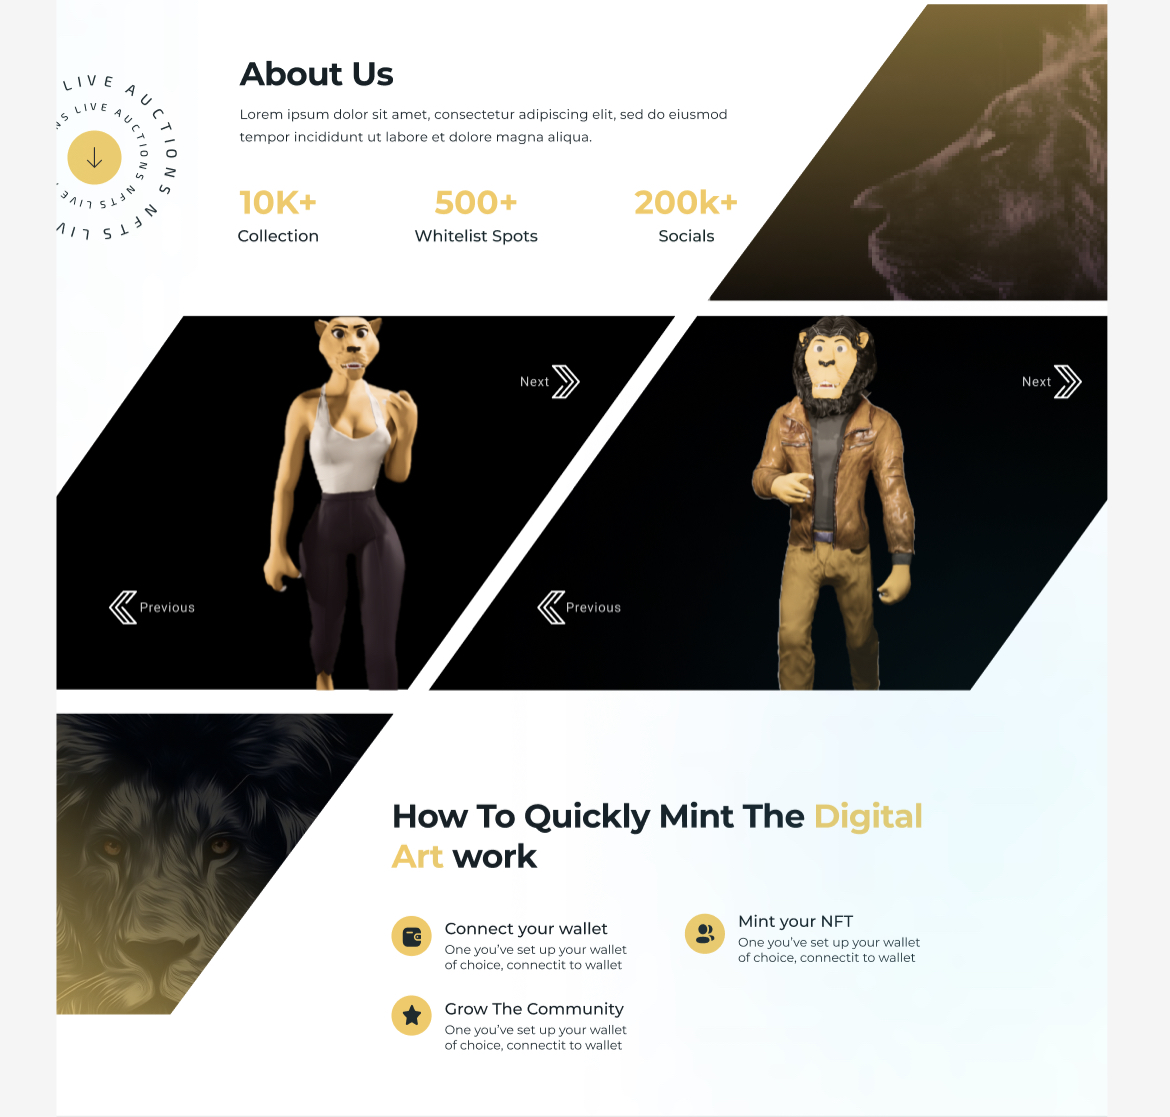 LIVE AUCTIONS NFTS LIV
NS LIVE AUCTIONS NFTS LIVE
About Us
Lorem ipsum dolor sit amet, consectetur adipiscing elit, sed do eiusmod
tempor incididunt ut labore et dolore magna aliqua.
10K+ 500+ 200k+
Collection Whitelist Spots Socials
Next Next
Previous Previous
How To Quickly Mint The Digital
Art work
Connect your wallet
One you've set up your wallet
of choice, connectit to wallet
Mint your NFT
One you've set up your wallet
of choice, connectit to wallet
Grow The Community
One you've set up your wallet
of choice, connectit to wallet